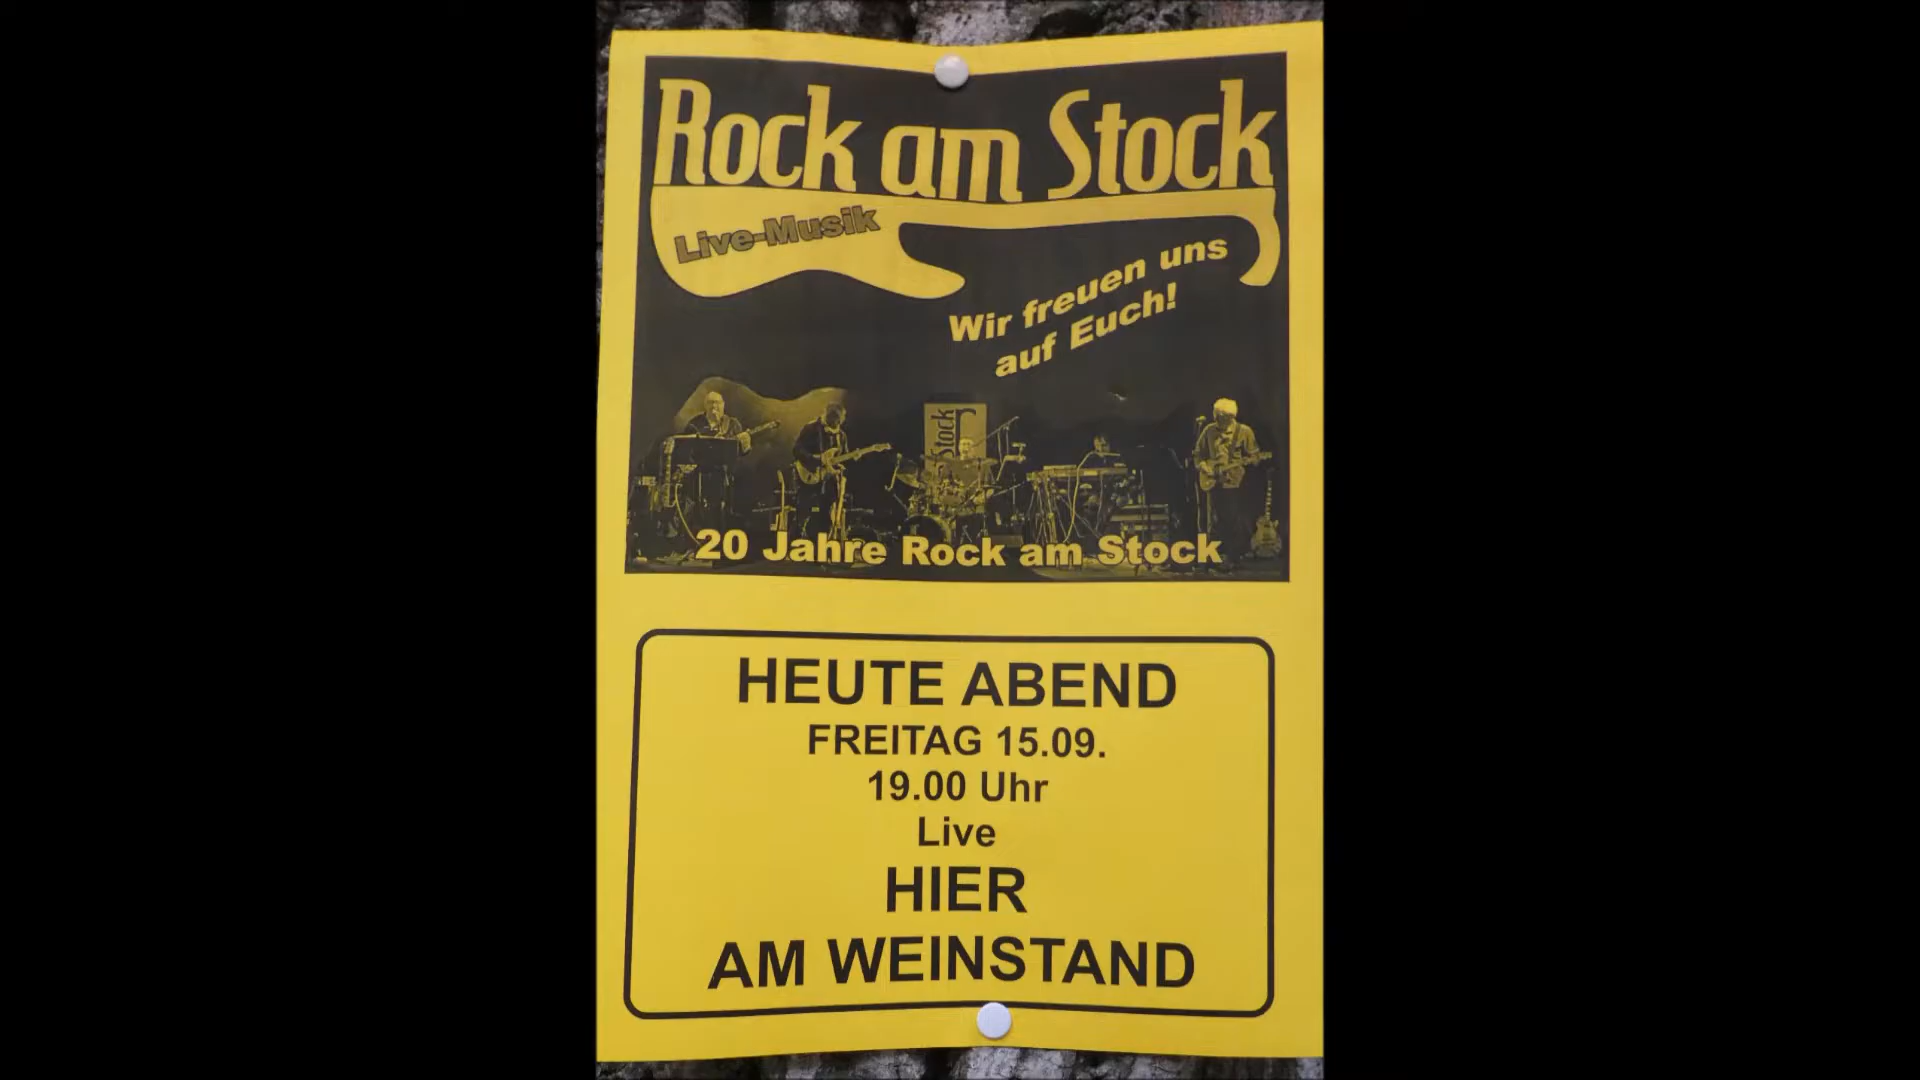 Rock am Stock
Live-Musik
Wir freuen uns
auf Euch!
Stock
20 Jahre Rock am Stock
HEUTE ABEND
FREITAG 15.09.
19.00 Uhr
Live
HIER
AM WEINSTAND